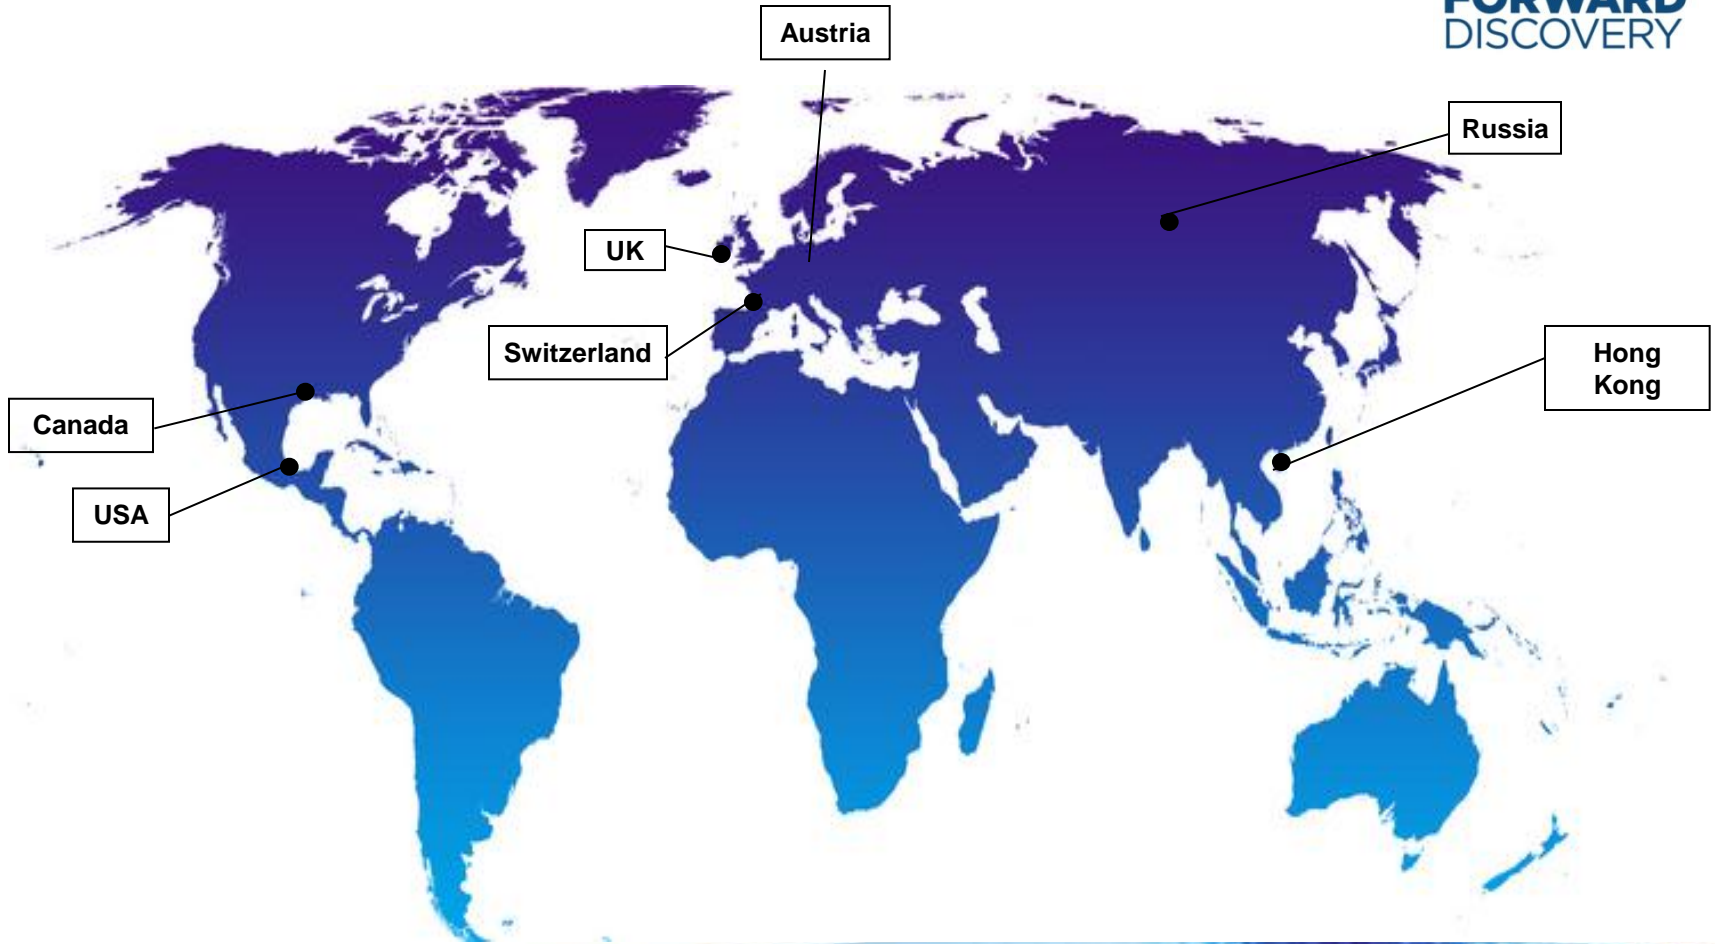 FORWARD
DISCOVERY
Austria
Russia
UK
Switzerland
Hong
Kong
Canada
USA